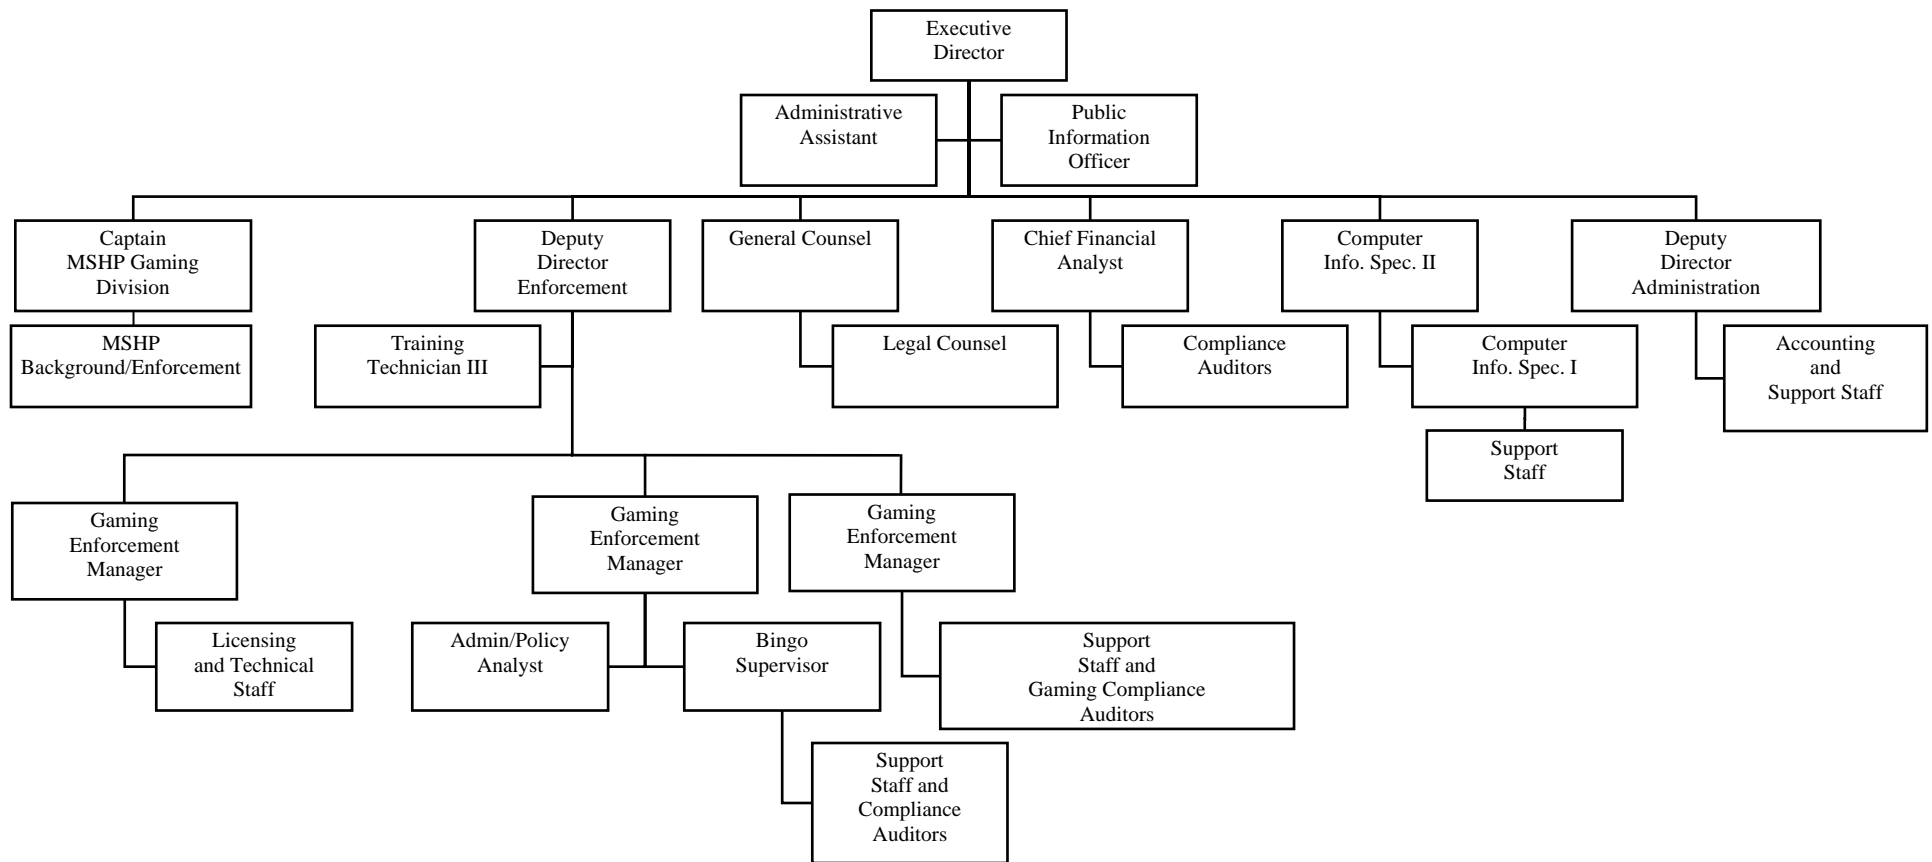 Executive
Director
Administrative
Assistant
Public
Information
Officer
Captain
MSHP Gaming
Division
Deputy
Director
Enforcement
General Counsel
Chief Financial
Analyst
Computer
Info. Spec. II
Deputy
Director
Administration
MSHP
Background/Enforcement
Training
Technician III
Legal Counsel
Compliance
Auditors
Computer
Info. Spec. I
Accounting
and
Support Staff
Support
Staff
Gaming
Enforcement
Manager
Gaming
Enforcement
Manager
Gaming
Enforcement
Manager
Licensing
and Technical
Staff
Admin/Policy
Analyst
Bingo
Supervisor
Support
Staff and
Gaming Compliance
Auditors
Support
Staff and
Compliance
Auditors